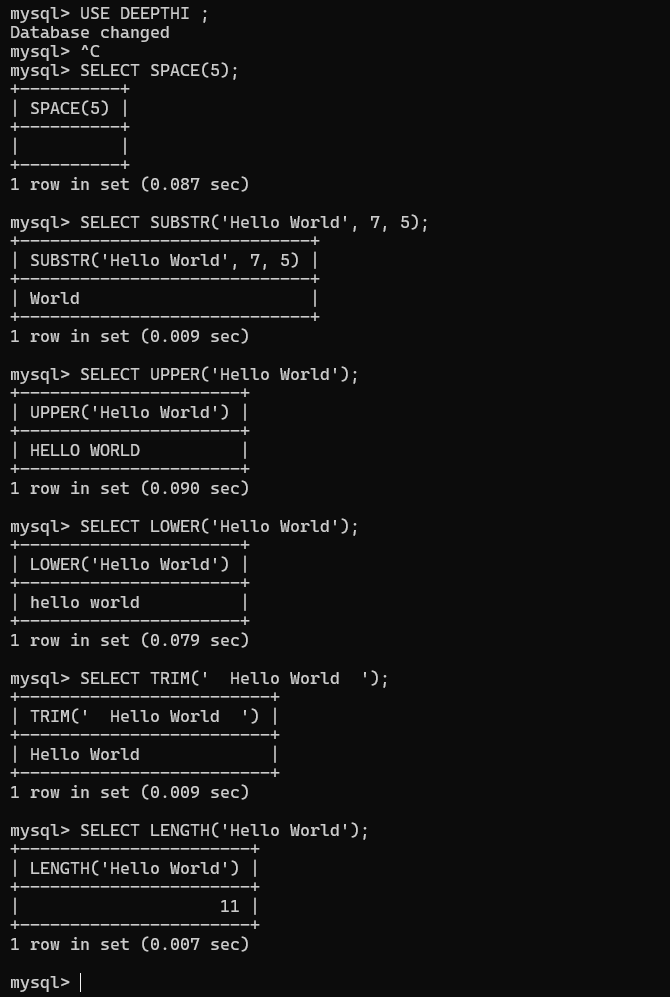 mysql> USE DEEPTHI ;
Database changed
mysql> ^C
mysql> SELECT SPACE(5);
+----------+
| SPACE(5) |
+----------+
|          |
+----------+
1 row in set (0.087 sec)

mysql> SELECT SUBSTR('Hello World', 7, 5);
+-----------------------------+
| SUBSTR('Hello World', 7, 5) |
+-----------------------------+
| World                       |
+-----------------------------+
1 row in set (0.009 sec)

mysql> SELECT UPPER('Hello World');
+----------------------+
| UPPER('Hello World') |
+----------------------+
| HELLO WORLD          |
+----------------------+
1 row in set (0.090 sec)

mysql> SELECT LOWER('Hello World');
+----------------------+
| LOWER('Hello World') |
+----------------------+
| hello world          |
+----------------------+
1 row in set (0.079 sec)

mysql> SELECT TRIM('  Hello World  ');
+-------------------------+
| TRIM('  Hello World  ') |
+-------------------------+
| Hello World             |
+-------------------------+
1 row in set (0.009 sec)

mysql> SELECT LENGTH('Hello World');
+-----------------------+
| LENGTH('Hello World') |
+-----------------------+
|                    11 |
+-----------------------+
1 row in set (0.007 sec)

mysql>